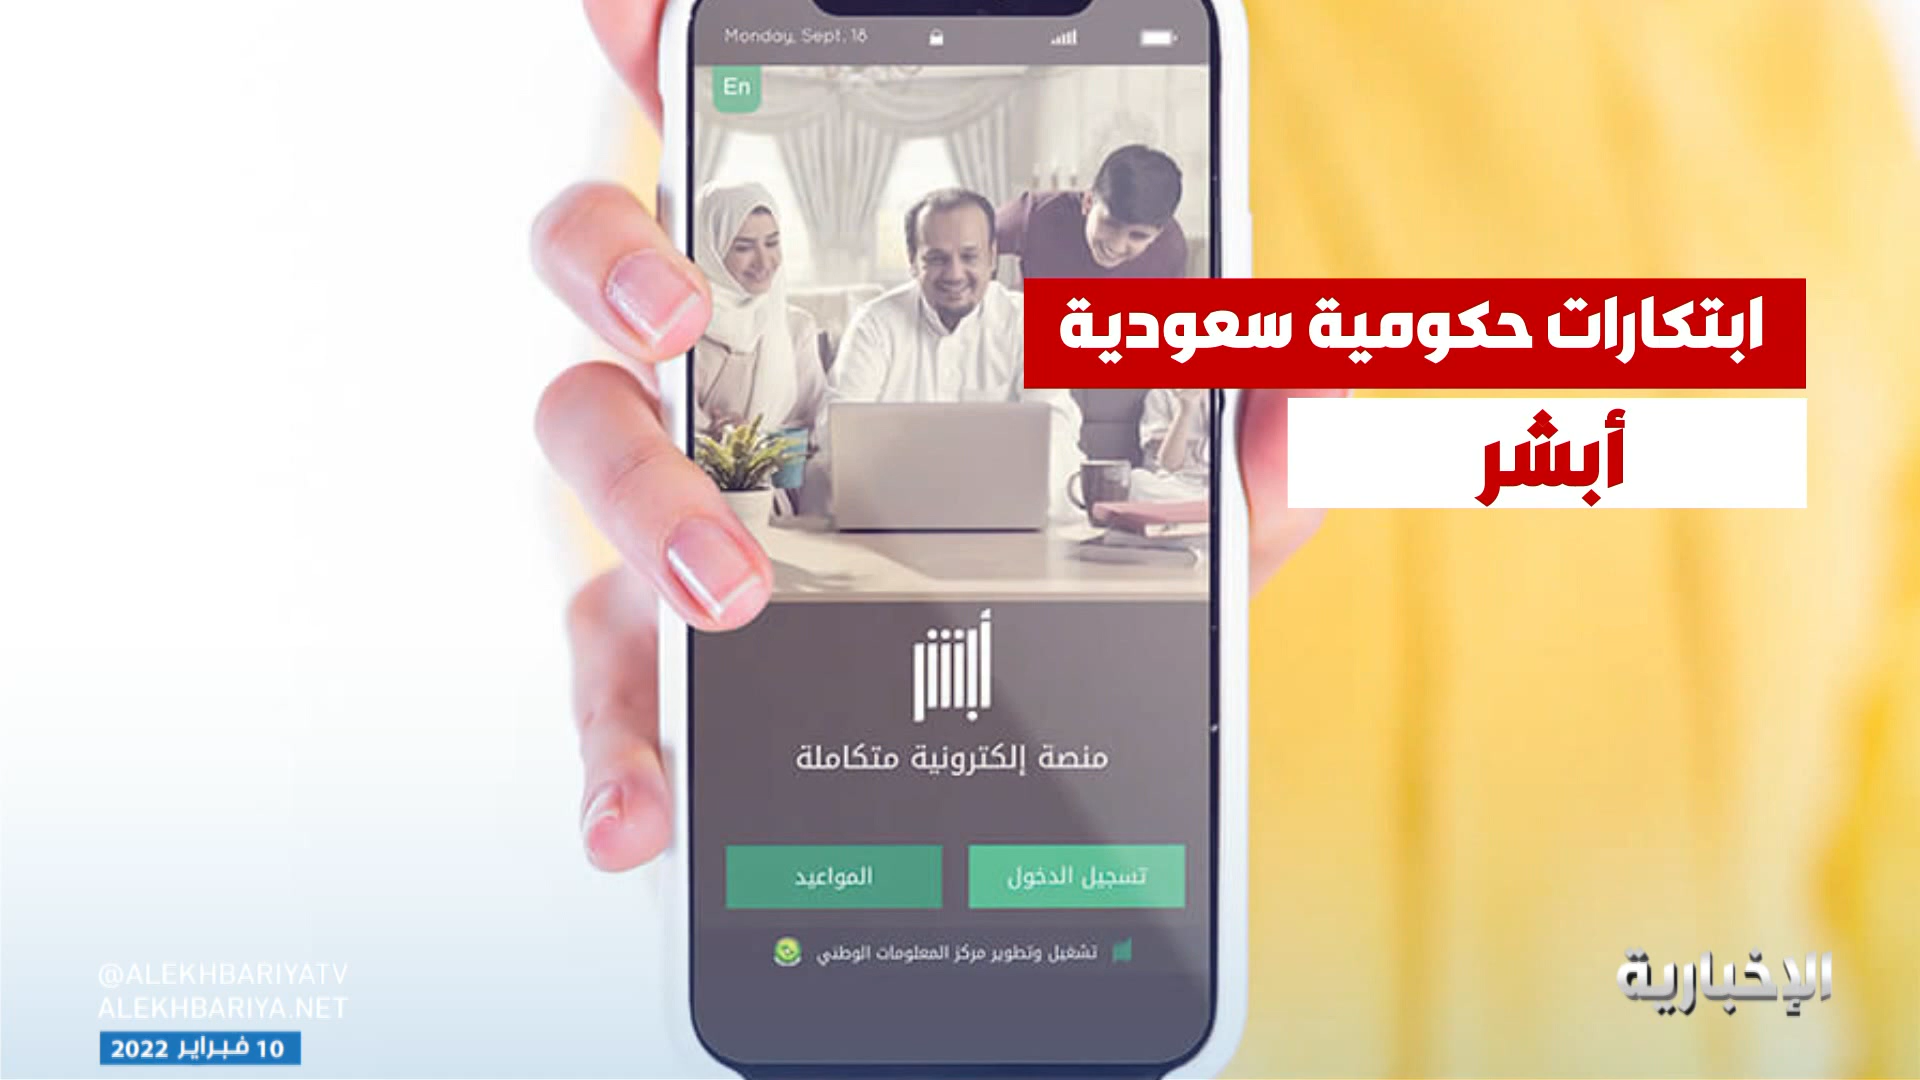 Monday, Sept. 18
En
ابتكارات حكومية سعودية
أبشر
أبشر
منصة إلكترونية متكاملة
تسجيل الدخول
المواعيد
تشغيل وتطوير مركز المعلومات الوطني
الإخبارية
@ALEKHBARIYATV
ALEKHBARIYA.NET
10 فبراير 2022